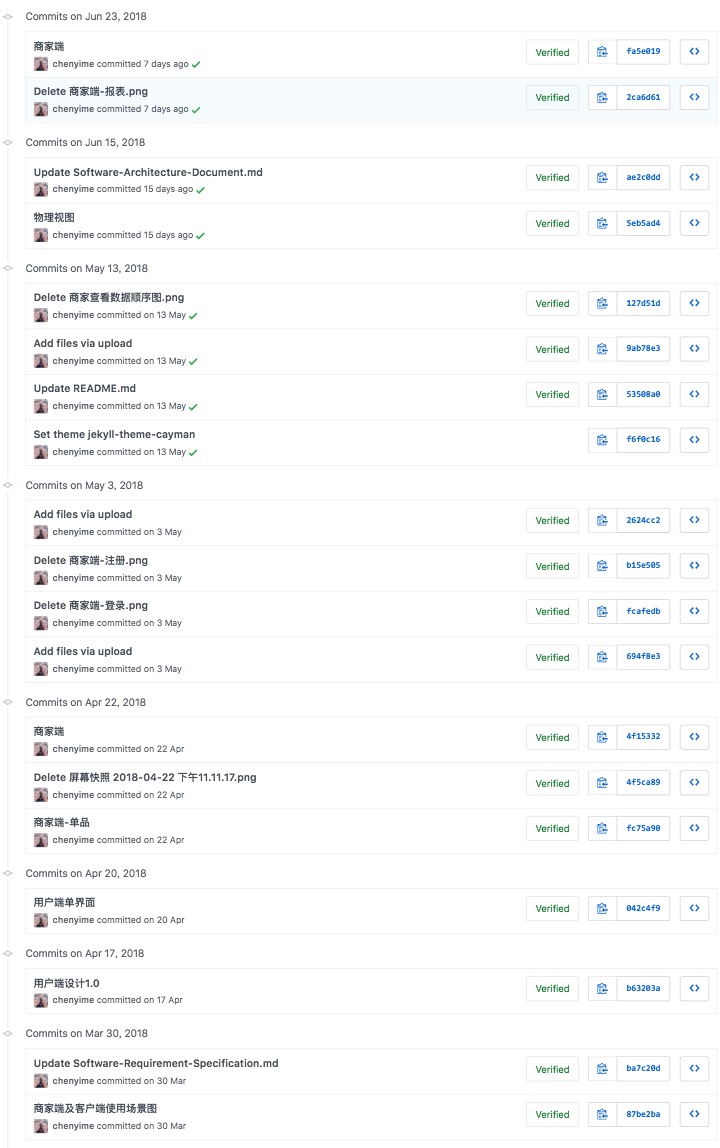 Commits on Jun 23, 2018
商家端
Verified
fa5e019
chenyime committed 7 days ago
Delete 商家端-报表.png
Verified
2ca6d61
chenyime committed 7 days ago
Commits on Jun 15, 2018
Update Software-Architecture-Document.md
Verified
ae2c0dd
chenyime committed 15 days ago
物理视图
Verified
5eb5ad4
chenyime committed 15 days ago
Commits on May 13, 2018
Delete 商家查看数据顺序图.png
Verified
127d51d
chenyime committed on 13 May
Add files via upload
Verified
9ab78e3
chenyime committed on 13 May
Update README.md
Verified
53508a0
chenyime committed on 13 May
Set theme jekyll-theme-cayman
f6f0c16
chenyime committed on 13 May
Commits on May 3, 2018
Add files via upload
Verified
2624cc2
chenyime committed on 3 May
Delete 商家端-注册.png
Verified
b15e505
chenyime committed on 3 May
Delete 商家端-登录.png
Verified
fcafedb
chenyime committed on 3 May
Add files via upload
Verified
694f8e3
chenyime committed on 3 May
Commits on Apr 22, 2018
商家端
Verified
4f15332
chenyime committed on 22 Apr
Delete 屏幕快照 2018-04-22 下午11.11.17.png
Verified
4f5ca89
chenyime committed on 22 Apr
商家端-单品
Verified
fc75a90
chenyime committed on 22 Apr
Commits on Apr 20, 2018
用户端单界面
Verified
042c4f9
chenyime committed on 20 Apr
Commits on Apr 17, 2018
用户端设计1.0
Verified
b63203a
chenyime committed on 17 Apr
Commits on Mar 30, 2018
Update Software-Requirement-Specification.md
Verified
ba7c20d
chenyime committed on 30 Mar
商家端及客户端使用场景图
Verified
87be2ba
chenyime committed on 30 Mar